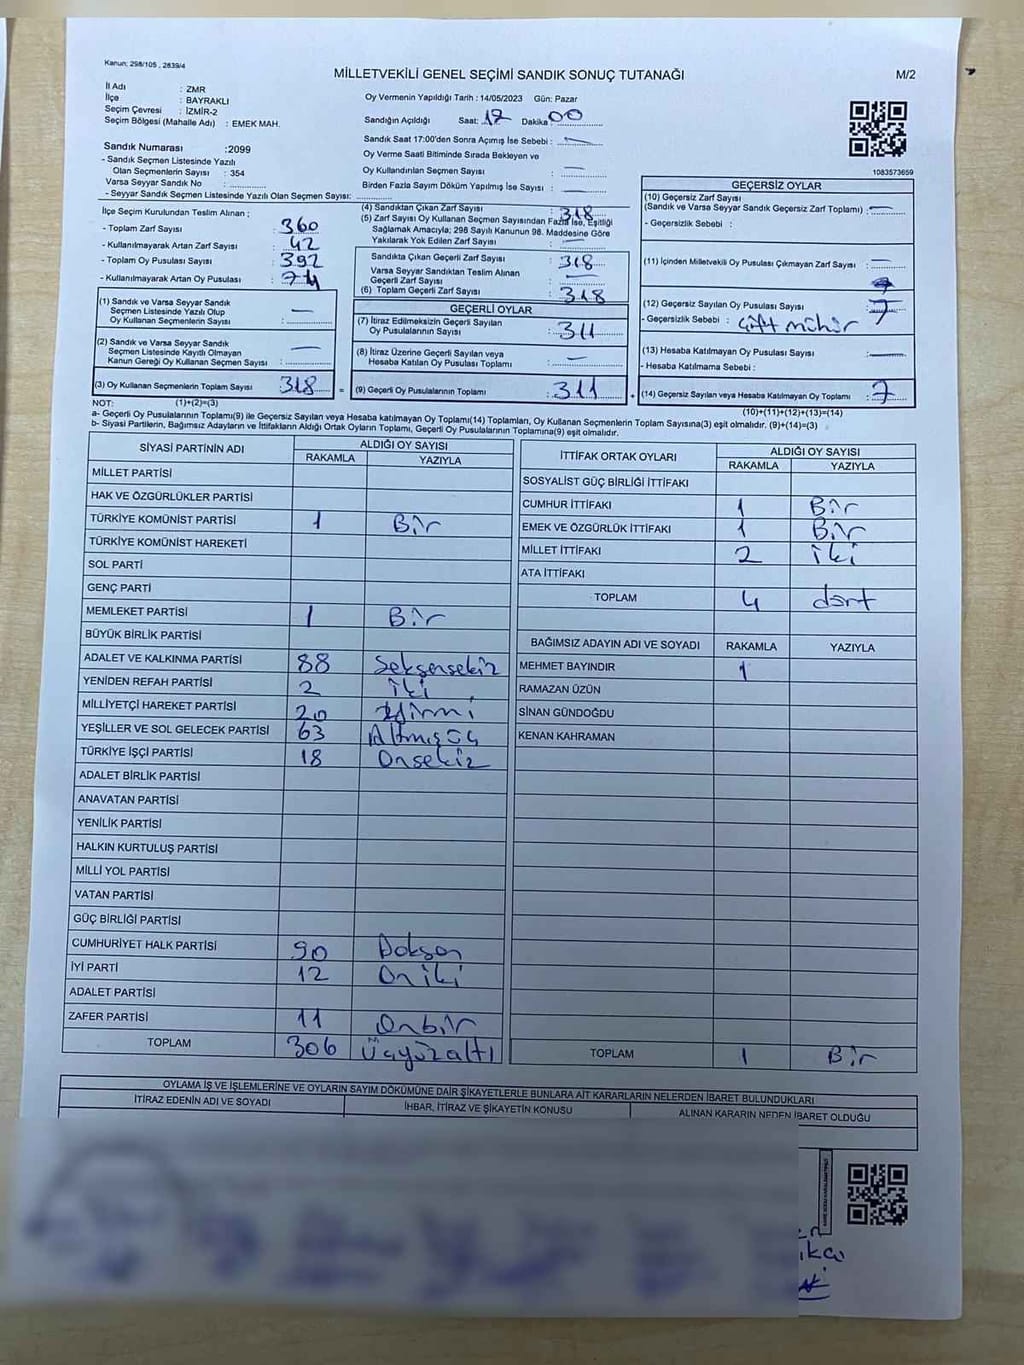 Kanun: 298/105 , 2839/4
MİLLETVEKİLİ GENEL SEÇİMİ SANDIK SONUÇ TUTANAĞI
M/2
İl Adı : ZMR
İlçe : BAYRAKLI
Seçim Çevresi : İZMİR-2
Seçim Bölgesi (Mahalle Adı) : EMEK MAH.
Sandık Numarası :2099
- Sandık Seçmen Listesinde Yazılı
Olan Seçmenlerin Sayısı : 354
Varsa Seyyar Sandık No :
- Seyyar Sandık Seçmen Listesinde Yazılı Olan Seçmen Sayısı:
Oy Vermenin Yapıldığı Tarih : 14/05/2023 Gün: Pazar
Sandığın Açıldığı Saat: 17 Dakika: 00
Sandık Saat 17:00'den Sonra Açılmış İse Sebebi : —
Oy Verme Saati Bitiminde Sırada Bekleyen ve
Oy Kullandırılan Seçmen Sayısı : —
Birden Fazla Sayım Döküm Yapılmış İse Sayısı : —
1083573659
İlçe Seçim Kurulundan Teslim Alınan ;
- Toplam Zarf Sayısı : 360
- Kullanılmayarak Artan Zarf Sayısı : 42
- Toplam Oy Pusulası Sayısı : 392
- Kullanılmayarak Artan Oy Pusulası : 74
(4) Sandıktan Çıkan Zarf Sayısı : 318
(5) Zarf Sayısı Oy Kullanan Seçmen Sayısından Fazla İse, Eşitliği
Sağlamak Amacıyla; 298 Sayılı Kanunun 98. Maddesine Göre
Yakılarak Yok Edilen Zarf Sayısı : —
Sandıkta Çıkan Geçerli Zarf Sayısı : 318
Varsa Seyyar Sandıktan Teslim Alınan
Geçerli Zarf Sayısı : —
(6) Toplam Geçerli Zarf Sayısı : 318
GEÇERSİZ OYLAR
(10) Geçersiz Zarf Sayısı
(Sandık ve Varsa Seyyar Sandık Geçersiz Zarf Toplamı) : —
- Geçersizlik Sebebi :
(11) İçinden Milletvekili Oy Pusulası Çıkmayan Zarf Sayısı : —
(12) Geçersiz Sayılan Oy Pusulası Sayısı : 7
- Geçersizlik Sebebi : çift mühür
(13) Hesaba Katılmayan Oy Pusulası Sayısı : —
- Hesaba Katılmama Sebebi :
(14) Geçersiz Sayılan veya Hesaba Katılmayan Oy Toplamı : 7
(10)+(11)+(12)+(13)=(14)
(1) Sandık ve Varsa Seyyar Sandık
Seçmen Listesinde Yazılı Olup
Oy Kullanan Seçmenlerin Sayısı : —
(2) Sandık ve Varsa Seyyar Sandık
Seçmen Listesinde Kayıtlı Olmayan
Kanun Gereği Oy Kullanan Seçmen Sayısı : —
(3) Oy Kullanan Seçmenlerin Toplam Sayısı : 318 =
GEÇERLİ OYLAR
(7) İtiraz Edilmeksizin Geçerli Sayılan
Oy Pusulalarının Sayısı : 311
(8) İtiraz Üzerine Geçerli Sayılan veya
Hesaba Katılan Oy Pusulası Toplamı : —
(9) Geçerli Oy Pusulalarının Toplamı : 311 +
NOT: (1)+(2)=(3)
a- Geçerli Oy Pusulalarının Toplamı(9) ile Geçersiz Sayılan veya Hesaba katılmayan Oy Toplamı(14) Toplamları, Oy Kullanan Seçmenlerin Toplam Sayısına(3) eşit olmalıdır. (9)+(14)=(3)
b- Siyasi Partilerin, Bağımsız Adayların ve İttifakların Aldığı Ortak Oyların Toplamı, Geçerli Oy Pusulalarının Toplamına(9) eşit olmalıdır.
SİYASİ PARTİNİN ADI ALDIĞI OY SAYISI
RAKAMLA YAZIYLA
MİLLET PARTİSİ
HAK VE ÖZGÜRLÜKLER PARTİSİ
TÜRKİYE KOMÜNİST PARTİSİ 1 Bir
TÜRKİYE KOMÜNİST HAREKETİ
SOL PARTİ
GENÇ PARTİ
MEMLEKET PARTİSİ 1 Bir
BÜYÜK BİRLİK PARTİSİ
ADALET VE KALKINMA PARTİSİ 88 Seksensekiz
YENİDEN REFAH PARTİSİ 2 İki
MİLLİYETÇİ HAREKET PARTİSİ 20 Yirmi
YEŞİLLER VE SOL GELECEK PARTİSİ 63 Altmışüç
TÜRKİYE İŞÇİ PARTİSİ 18 Onsekiz
ADALET BİRLİK PARTİSİ
ANAVATAN PARTİSİ
YENİLİK PARTİSİ
HALKIN KURTULUŞ PARTİSİ
MİLLİ YOL PARTİSİ
VATAN PARTİSİ
GÜÇ BİRLİĞİ PARTİSİ
CUMHURİYET HALK PARTİSİ 90 Doksan
İYİ PARTİ 12 On iki
ADALET PARTİSİ
ZAFER PARTİSİ 11 Onbir
TOPLAM 306 Üçyüzaltı
İTTİFAK ORTAK OYLARI ALDIĞI OY SAYISI
RAKAMLA YAZIYLA
SOSYALİST GÜÇ BİRLİĞİ İTTİFAKI
CUMHUR İTTİFAKI 1 Bir
EMEK VE ÖZGÜRLÜK İTTİFAKI 1 Bir
MİLLET İTTİFAKI 2 iki
ATA İTTİFAKI
TOPLAM 4 dört
BAĞIMSIZ ADAYIN ADI VE SOYADI RAKAMLA YAZIYLA
MEHMET BAYINDIR 1
RAMAZAN ÜZÜN
SİNAN GÜNDOĞDU
KENAN KAHRAMAN
TOPLAM 1 Bir
OYLAMA İŞ VE İŞLEMLERİNE VE OYLARIN SAYIM DÖKÜMÜNE DAİR ŞİKAYETLERLE BUNLARA AİT KARARLARIN NELERDEN İBARET BULUNDUKLARI
İTİRAZ EDENİN ADI VE SOYADI İHBAR, İTİRAZ VE ŞİKAYETİN KONUSU ALINAN KARARIN NEDEN İBARET OLDUĞU